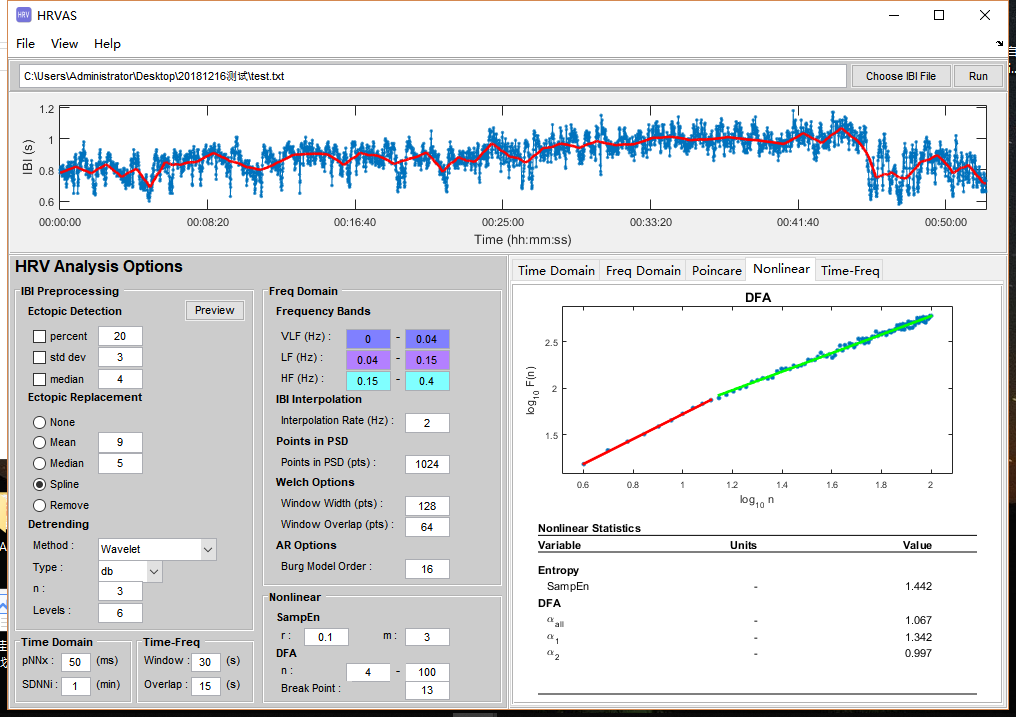 HRV HRVAS
File View Help
C:\Users\Administrator\Desktop\20181216测试\test.txt Choose IBI File Run
IBI (s)
1.2
1
0.8
0.6
00:00:00 00:08:20 00:16:40 00:25:00 00:33:20 00:41:40 00:50:00
Time (hh:mm:ss)
HRV Analysis Options
IBI Preprocessing
Ectopic Detection Preview
percent 20
std dev 3
median 4
Ectopic Replacement
None
Mean 9
Median 5
Spline
Remove
Detrending
Method : Wavelet
Type : db
n : 3
Levels : 6
Time Domain
pNNx : 50 (ms)
SDNNi : 1 (min)
Time-Freq
Window : 30 (s)
Overlap : 15 (s)
Freq Domain
Frequency Bands
VLF (Hz) : 0 - 0.04
LF (Hz) : 0.04 - 0.15
HF (Hz) : 0.15 - 0.4
IBI Interpolation
Interpolation Rate (Hz) : 2
Points in PSD
Points in PSD (pts) : 1024
Welch Options
Window Width (pts) : 128
Window Overlap (pts) : 64
AR Options
Burg Model Order : 16
Nonlinear
SampEn
r : 0.1 m : 3
DFA
n : 4 - 100
Break Point : 13
Time Domain Freq Domain Poincare Nonlinear Time-Freq
DFA
log10 F(n)
2.5
2
1.5
0.6 0.8 1 1.2 1.4 1.6 1.8 2
log10 n
Nonlinear Statistics
Variable Units Value
Entropy
SampEn - 1.442
DFA
αall - 1.067
α1 - 1.342
α2 - 0.997